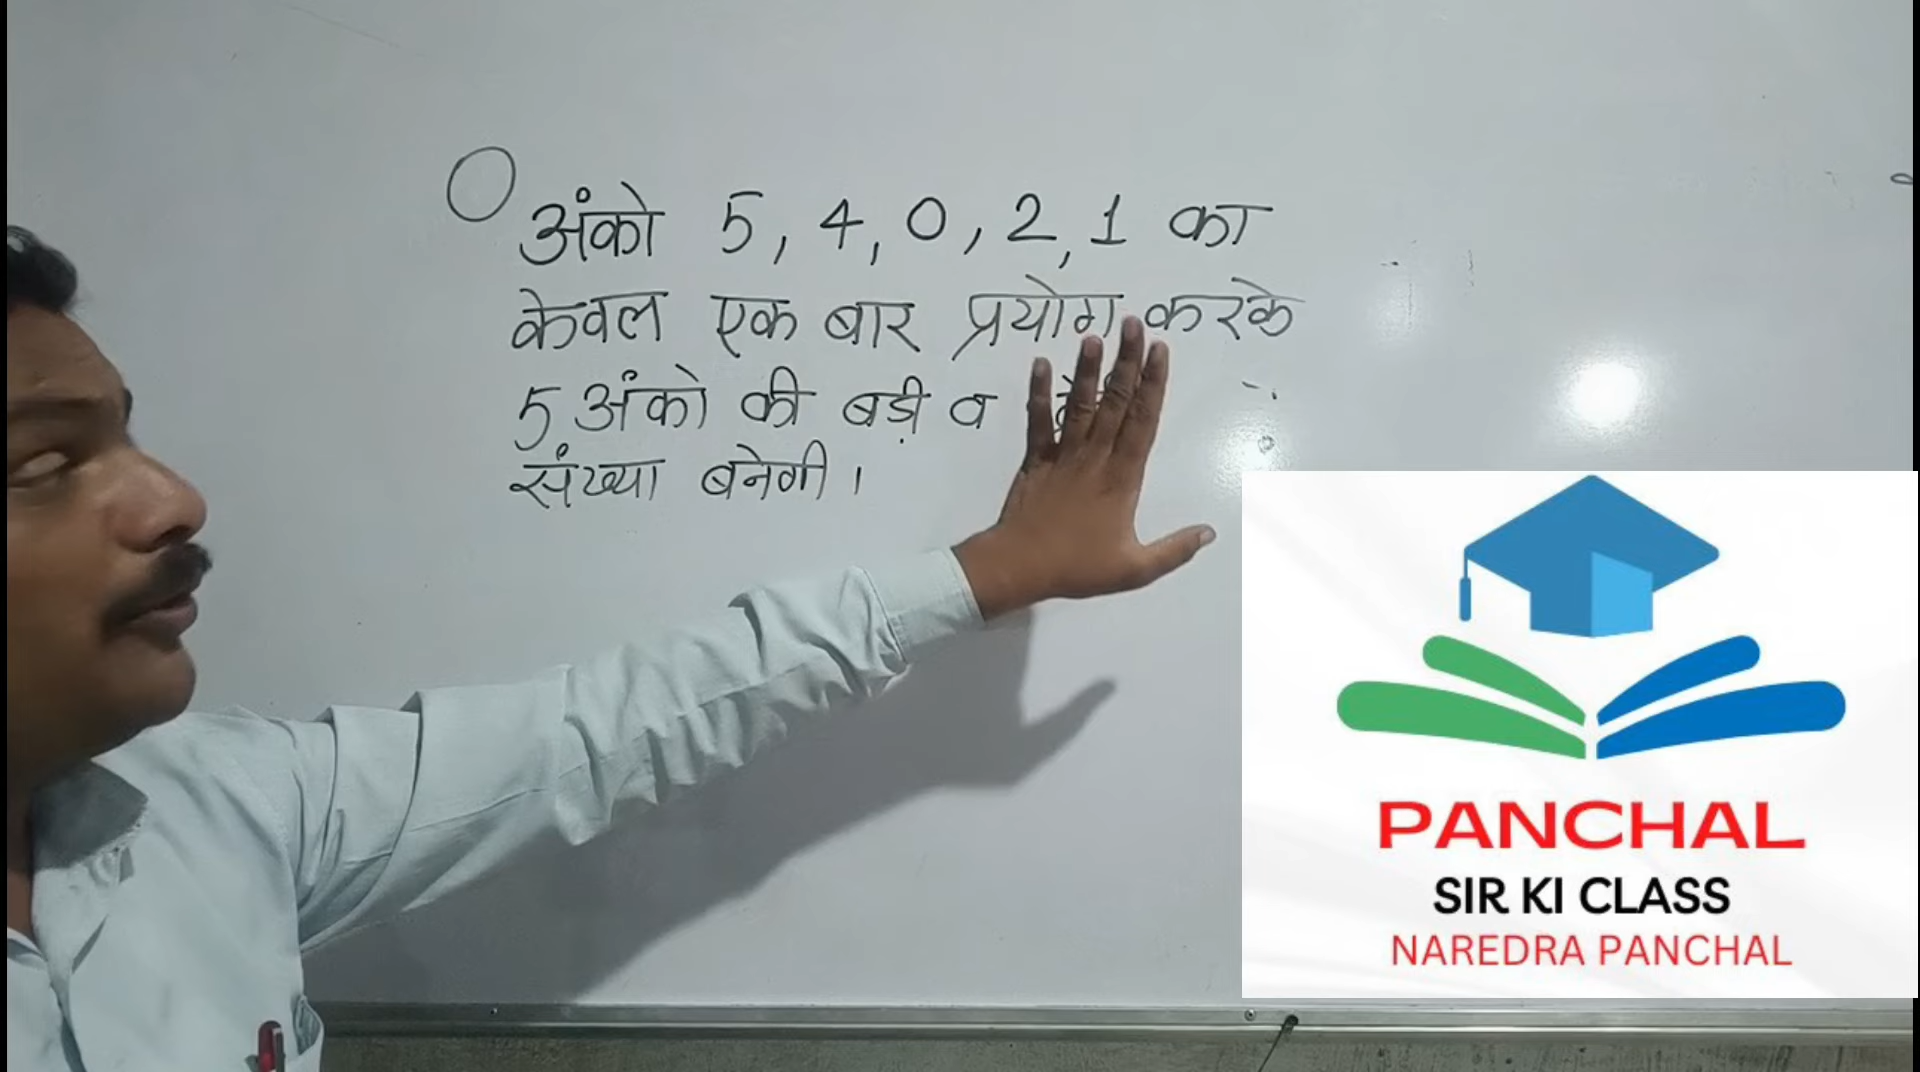 अंको 5, 4, 0, 2, 1 का
केवल एक बार प्रयोग करके
5 अंको की बड़ी व
संख्या बनेगी।
PANCHAL
SIR KI CLASS
NAREDRA PANCHAL